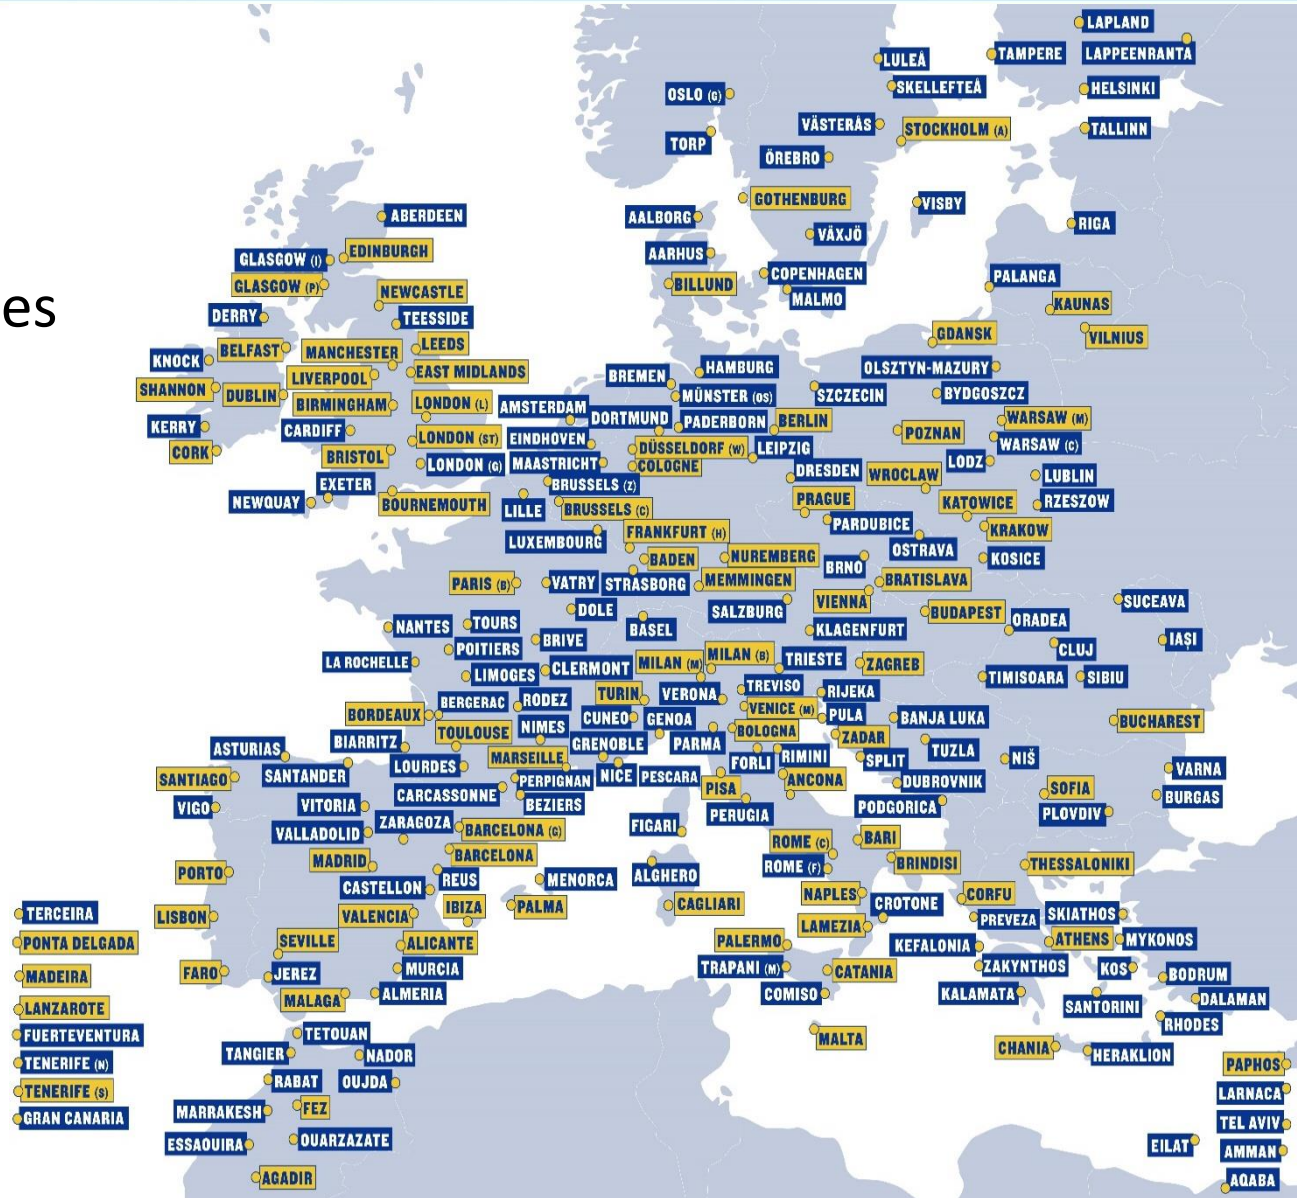 LAPLAND
TAMPERE
LAPPEENRANTA
LULEÅ
SKELLEFTEÅ
HELSINKI
OSLO (G)
VÄSTERÅS
STOCKHOLM (A)
TALLINN
TORP
ÖREBRO
GOTHENBURG
VISBY
AALBORG
ABERDEEN
RIGA
VÄXJÖ
EDINBURGH
AARHUS
GLASGOW (I)
COPENHAGEN
PALANGA
GLASGOW (P)
BILLUND
NEWCASTLE
MALMO
KAUNAS
es
DERRY
TEESSIDE
GDANSK
VILNIUS
BELFAST
MANCHESTER
LEEDS
KNOCK
HAMBURG
OLSZTYN-MAZURY
LIVERPOOL
EAST MIDLANDS
BREMEN
SHANNON
DUBLIN
MÜNSTER (OS)
SZCZECIN
BYDGOSZCZ
BIRMINGHAM
LONDON (L)
AMSTERDAM
DORTMUND
PADERBORN
BERLIN
WARSAW (M)
KERRY
CARDIFF
LONDON (ST)
EINDHOVEN
POZNAN
WARSAW (C)
CORK
BRISTOL
DÜSSELDORF (W)
LEIPZIG
LONDON (G)
MAASTRICHT
COLOGNE
LODZ
EXETER
BRUSSELS (Z)
DRESDEN
WROCLAW
LUBLIN
NEWQUAY
BOURNEMOUTH
LILLE
BRUSSELS (C)
PRAGUE
KATOWICE
RZESZOW
LUXEMBOURG
FRANKFURT (H)
PARDUBICE
KRAKOW
BADEN
NUREMBERG
BRNO
OSTRAVA
KOSICE
PARIS (B)
VATRY
STRASBORG
MEMMINGEN
BRATISLAVA
DOLE
SALZBURG
VIENNA
BUDAPEST
SUCEAVA
NANTES
TOURS
BASEL
KLAGENFURT
ORADEA
POITIERS
BRIVE
CLUJ
IAȘI
LA ROCHELLE
LIMOGES
CLERMONT
MILAN (M)
MILAN (B)
TRIESTE
ZAGREB
TIMISOARA
SIBIU
BERGERAC
RODEZ
TURIN
VERONA
TREVISO
RIJEKA
BORDEAUX
CUNEO
GENOA
VENICE (M)
PULA
BANJA LUKA
BUCHAREST
BIARRITZ
TOULOUSE
NIMES
GRENOBLE
PARMA
BOLOGNA
ZADAR
TUZLA
ASTURIAS
SANTANDER
LOURDES
MARSEILLE
NICE
PESCARA
FORLI
RIMINI
SPLIT
NIŠ
VARNA
SANTIAGO
PERPIGNAN
PISA
ANCONA
DUBROVNIK
SOFIA
VIGO
VITORIA
CARCASSONNE
BEZIERS
PERUGIA
PODGORICA
PLOVDIV
BURGAS
VALLADOLID
ZARAGOZA
BARCELONA (G)
FIGARI
ROME (C)
BARI
MADRID
BARCELONA
ROME (F)
BRINDISI
THESSALONIKI
PORTO
CASTELLON
REUS
MENORCA
ALGHERO
NAPLES
CORFU
TERCEIRA
LISBON
VALENCIA
IBIZA
PALMA
CAGLIARI
CROTONE
PREVEZA
SKIATHOS
PONTA DELGADA
SEVILLE
ALICANTE
PALERMO
LAMEZIA
KEFALONIA
ATHENS
MYKONOS
MADEIRA
FARO
JEREZ
MURCIA
TRAPANI (M)
CATANIA
ZAKYNTHOS
KOS
BODRUM
LANZAROTE
MALAGA
ALMERIA
COMISO
KALAMATA
SANTORINI
DALAMAN
FUERTEVENTURA
TETOUAN
MALTA
RHODES
TENERIFE (N)
TANGIER
NADOR
CHANIA
HERAKLION
PAPHOS
TENERIFE (S)
RABAT
OUJDA
LARNACA
GRAN CANARIA
MARRAKESH
FEZ
TEL AVIV
ESSAOUIRA
OUARZAZATE
EILAT
AMMAN
AGADIR
AQABA